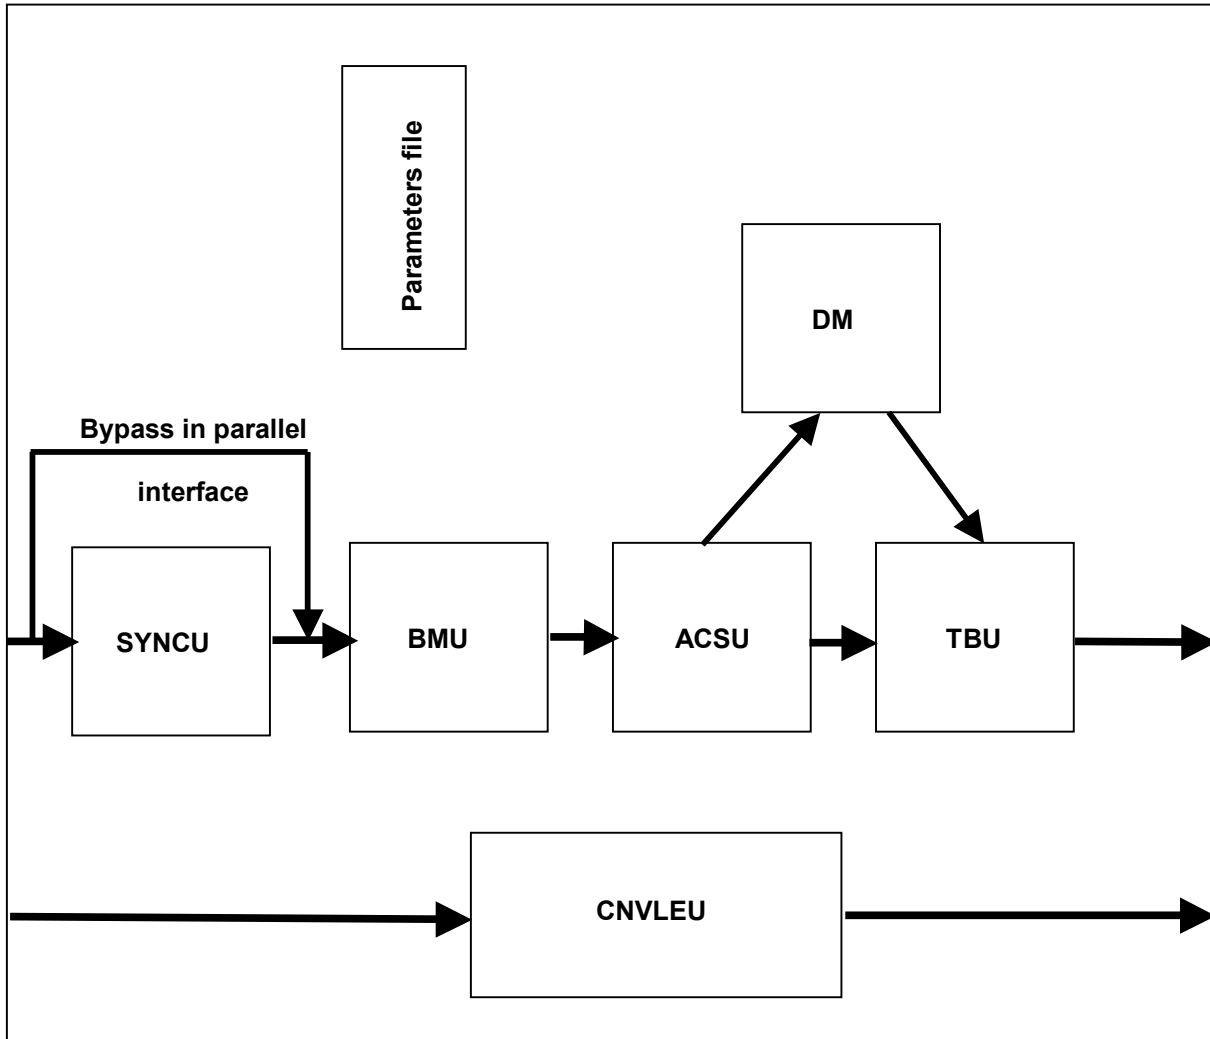 Parameters file
DM
Bypass in parallel
interface
SYNCU
BMU
ACSU
TBU
CNVLEU